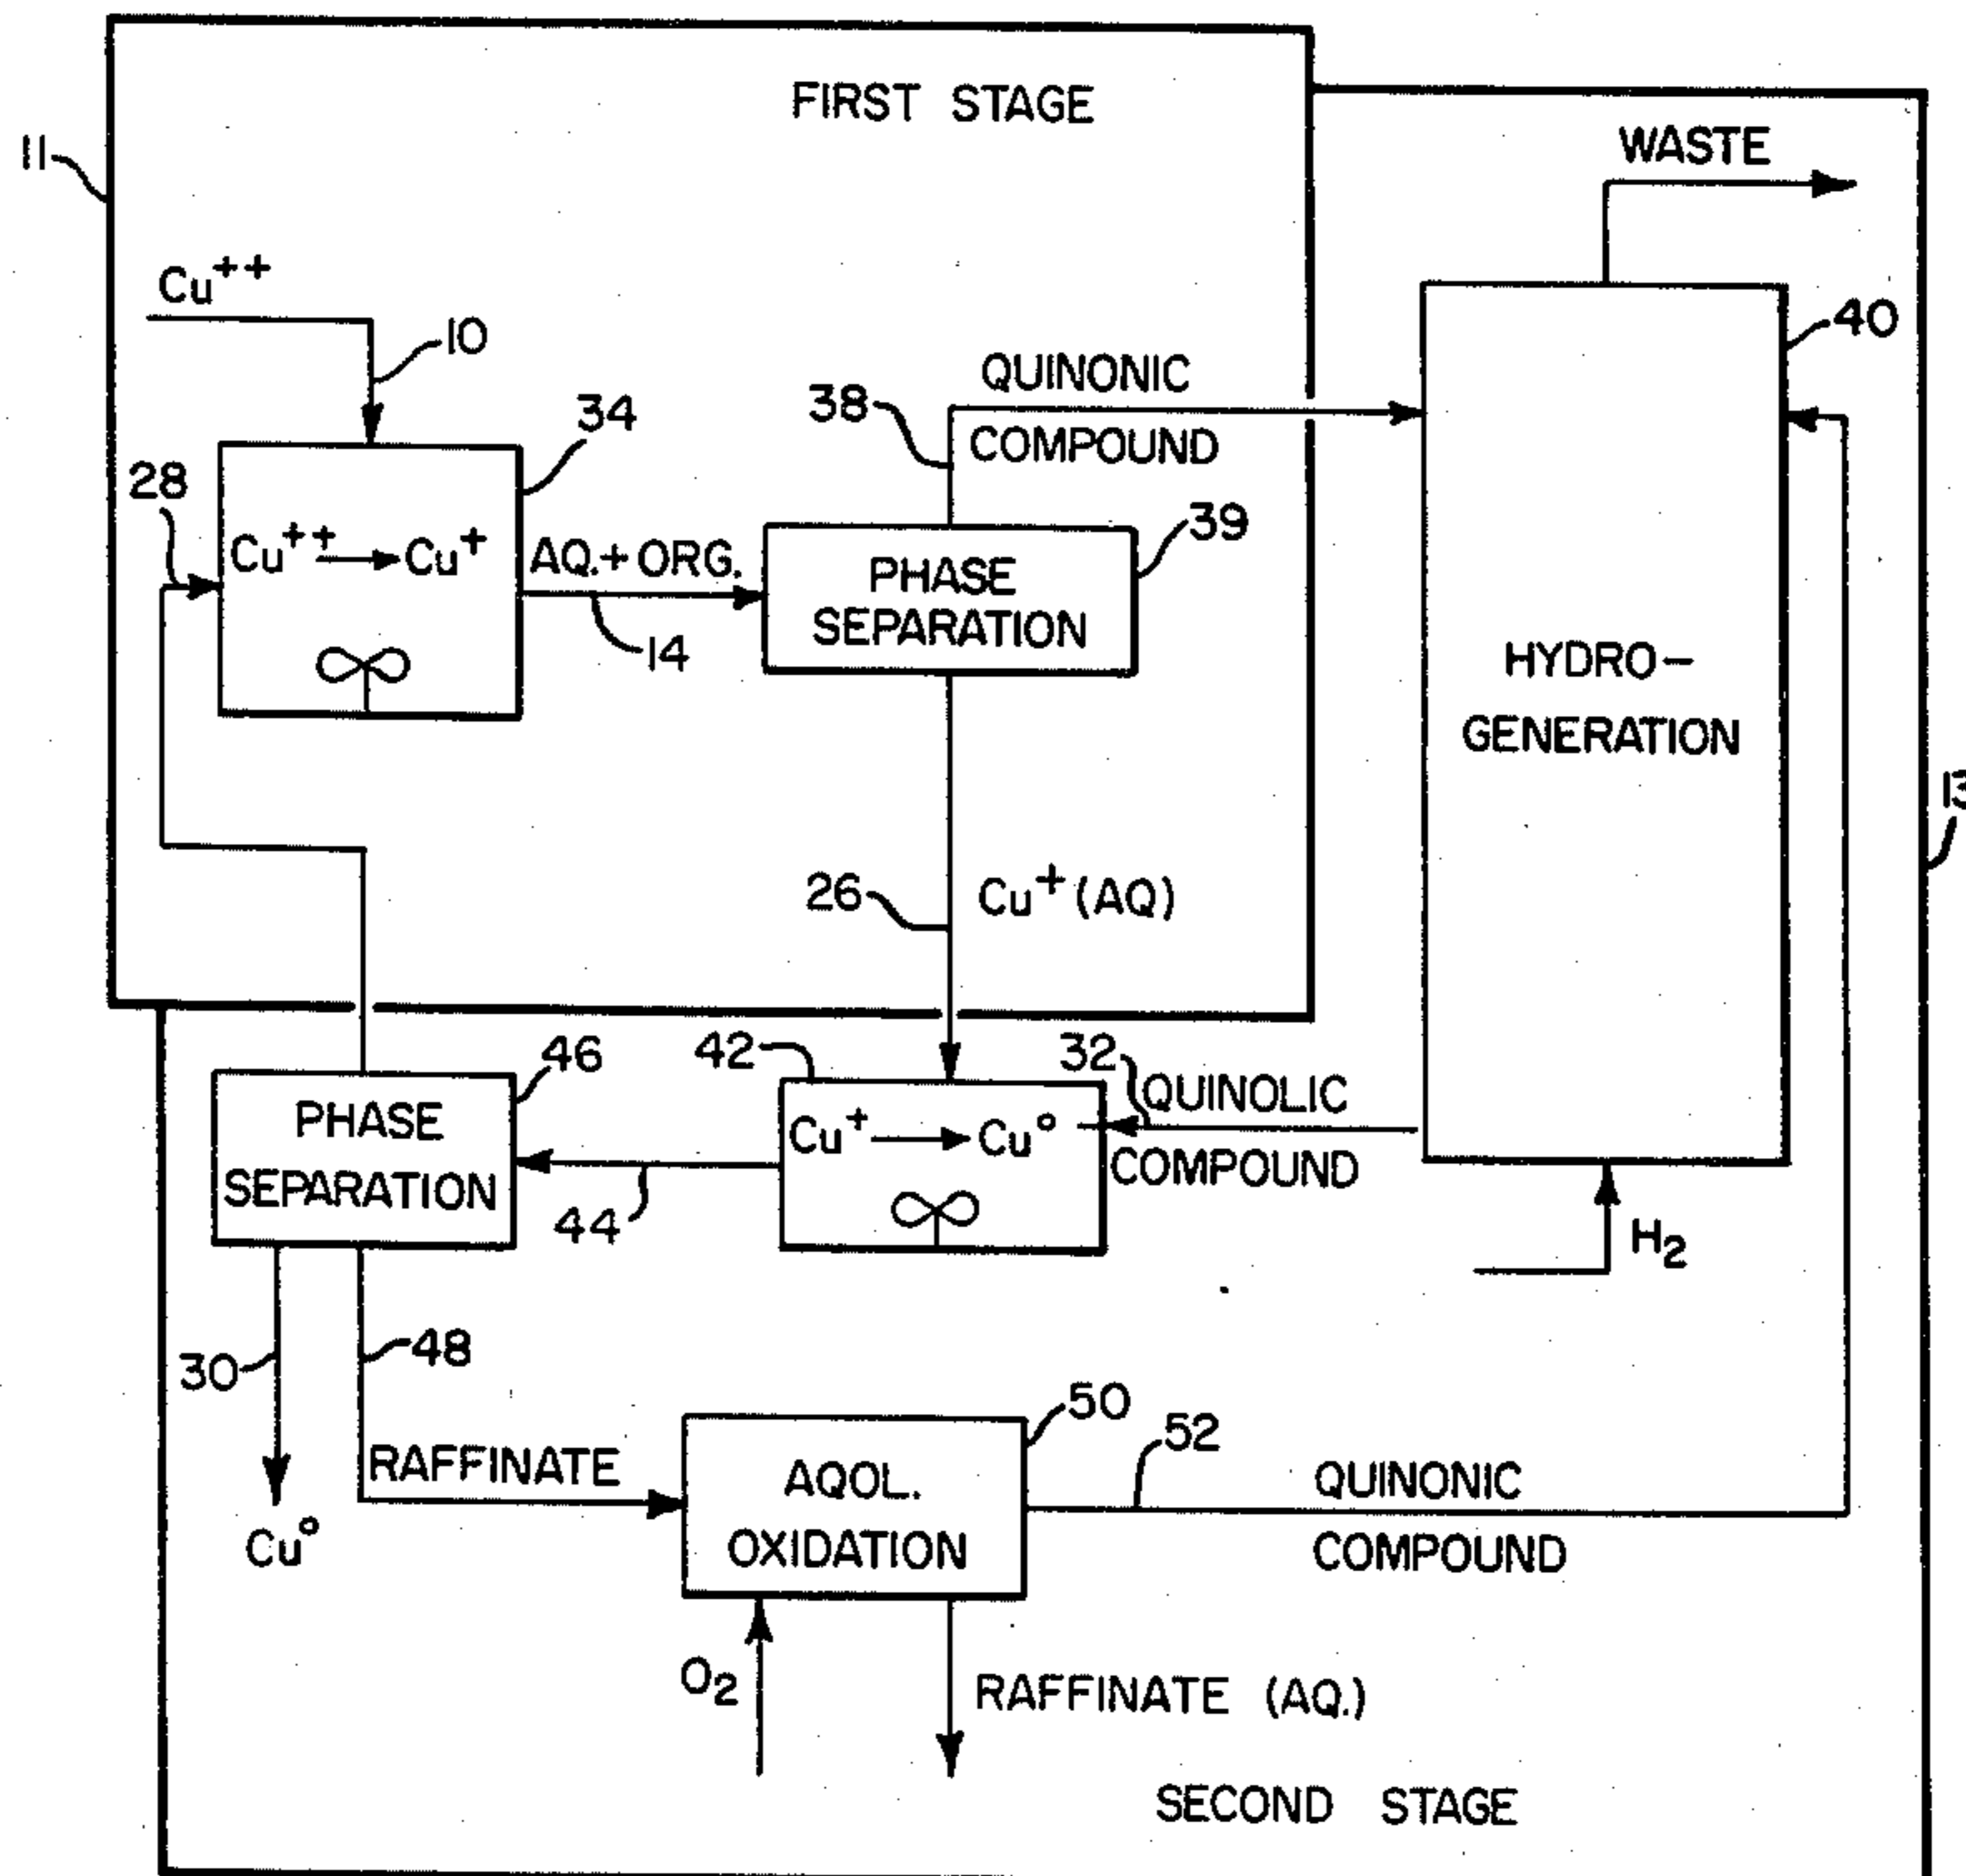 FIRST STAGE
11
WASTE
Cu++
10
40
QUINONIC
COMPOUND
38
34
28
39
Cu++ → Cu+
AQ.+ ORG.
PHASE
SEPARATION
14
HYDRO-
GENERATION
13
26
Cu+ (AQ)
46
42
32
QUINOLIC
COMPOUND
PHASE
SEPARATION
Cu+ → Cu°
44
H2
30
48
50
52
RAFFINATE
AQOL.
OXIDATION
QUINONIC
COMPOUND
Cu°
O2
RAFFINATE (AQ.)
SECOND STAGE